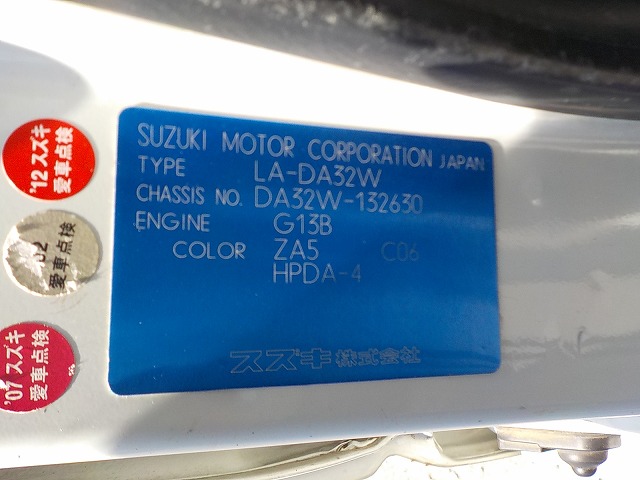 SUZUKI MOTOR CORPORATION JAPAN
TYPE LA-DA32W
CHASSIS NO. DA32W-132630
ENGINE G13B
COLOR ZA5 C06
HPDA-4
スズキ株式会社
'12 スズキ
愛車点検
愛車点検
'07 スズキ
愛車点検